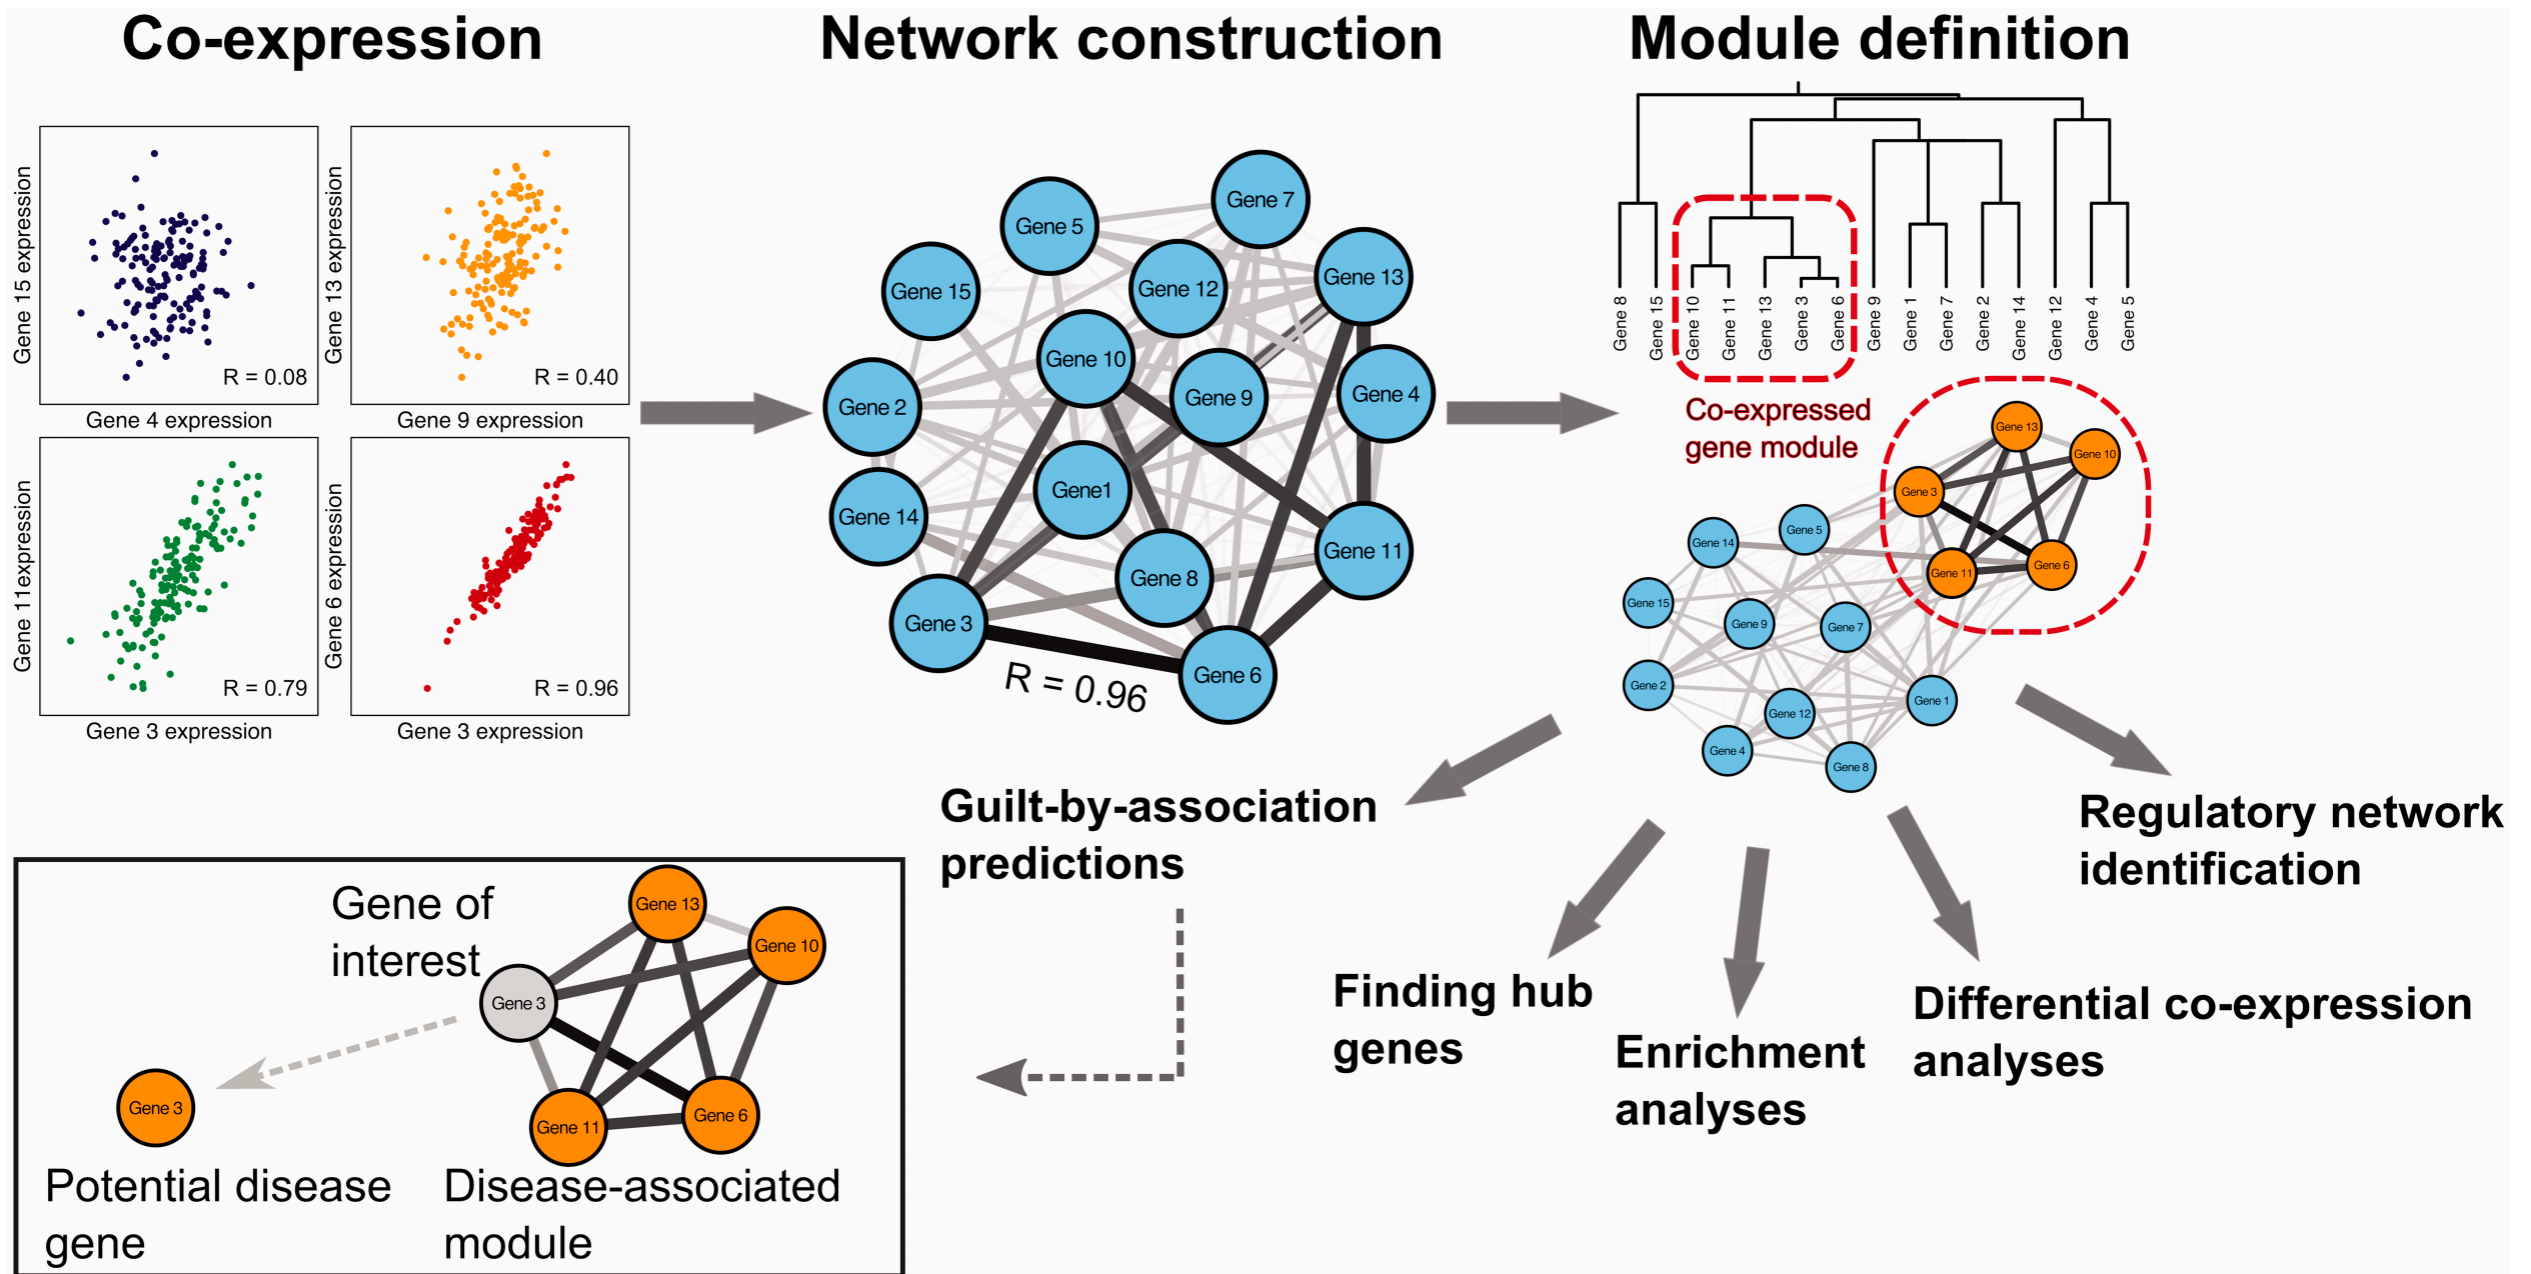 Co-expression
Network construction
Module definition
Gene 15 expression
R = 0.08
Gene 4 expression
Gene 13 expression
R = 0.40
Gene 9 expression
Gene 11expression
R = 0.79
Gene 3 expression
Gene 6 expression
R = 0.96
Gene 3 expression
Gene 7
Gene 5
Gene 13
Gene 15
Gene 12
Gene 10
Gene 9
Gene 4
Gene 2
Gene1
Gene 14
Gene 11
Gene 8
Gene 3
Gene 6
R = 0.96
Gene 8
Gene 15
Gene 10
Gene 11
Gene 13
Gene 3
Gene 6
Gene 9
Gene 1
Gene 7
Gene 2
Gene 14
Gene 12
Gene 4
Gene 5
Co-expressed
gene module
Gene 13
Gene 10
Gene 3
Gene 5
Gene 14
Gene 11
Gene 6
Gene 15
Gene 9
Gene 7
Gene 2
Gene 1
Gene 12
Gene 4
Gene 8
Guilt-by-association
predictions
Finding hub
genes
Enrichment
analyses
Differential co-expression
analyses
Regulatory network
identification
Gene of
interest
Gene 13
Gene 10
Gene 3
Gene 11
Gene 6
Gene 3
Potential disease
gene
Disease-associated
module